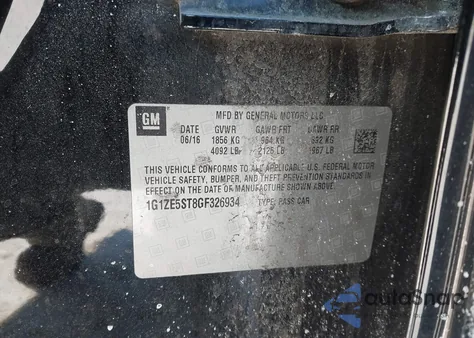 GM
MFD BY GENERAL MOTORS LLC
DATE GVWR GAWR FRT GAWR RR
06/16 1856 KG 964 KG 892 KG
4092 LB 2125 LB 1967 LB
THIS VEHICLE CONFORMS TO ALL APPLICABLE U.S. FEDERAL MOTOR
VEHICLE SAFETY, BUMPER, AND THEFT PREVENTION STANDARDS
IN EFFECT ON THE DATE OF MANUFACTURE SHOWN ABOVE.
1G1ZE5ST8GF326934 TYPE: PASS CAR
autoSnap